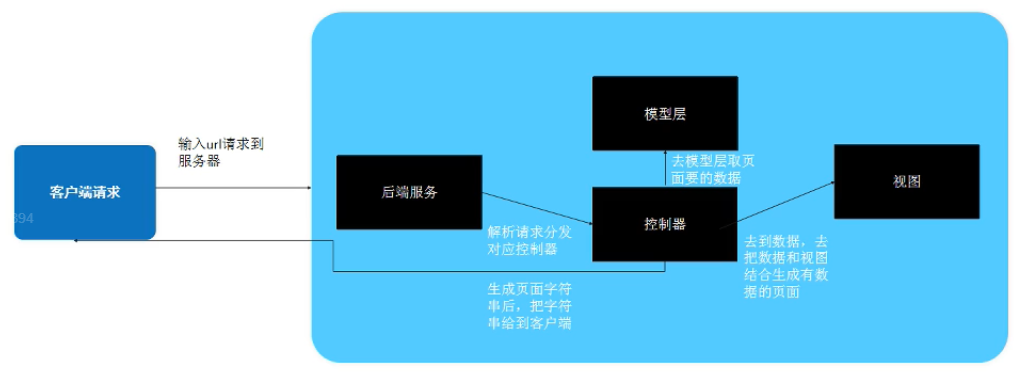 输入url请求到
服务器
客户端请求
394
后端服务
解析请求分发
对应控制器
模型层
去模型层取页
面要的数据
控制器
视图
去到数据，去
把数据和视图
结合生成有数
据的页面
生成页面字符
串后，把字符
串给到客户端